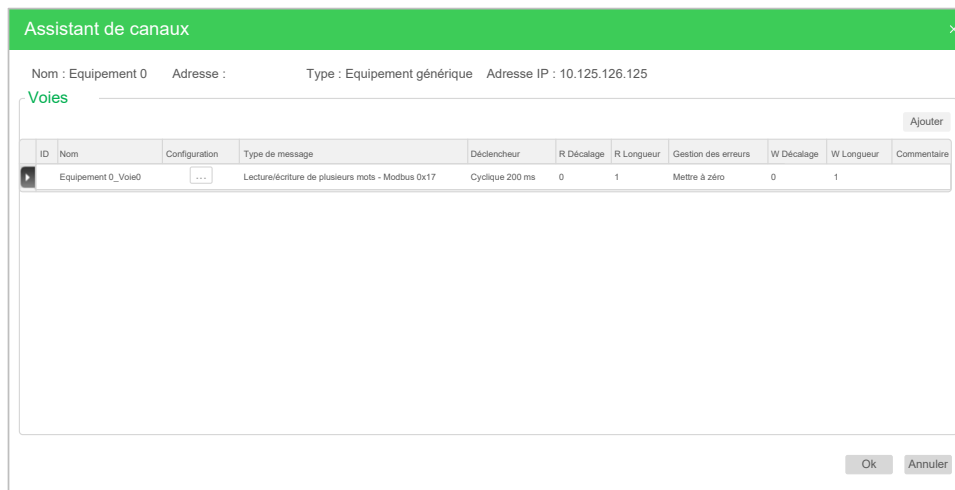 Assistant de canaux ×
Nom : Equipement 0 Adresse : Type : Equipement générique Adresse IP : 10.125.126.125
Voies
Ajouter
ID Nom Configuration Type de message Déclencheur R Décalage R Longueur Gestion des erreurs W Décalage W Longueur Commentaire
Equipement 0_Voie0 ... Lecture/écriture de plusieurs mots - Modbus 0x17 Cyclique 200 ms 0 1 Mettre à zéro 0 1
Ok Annuler